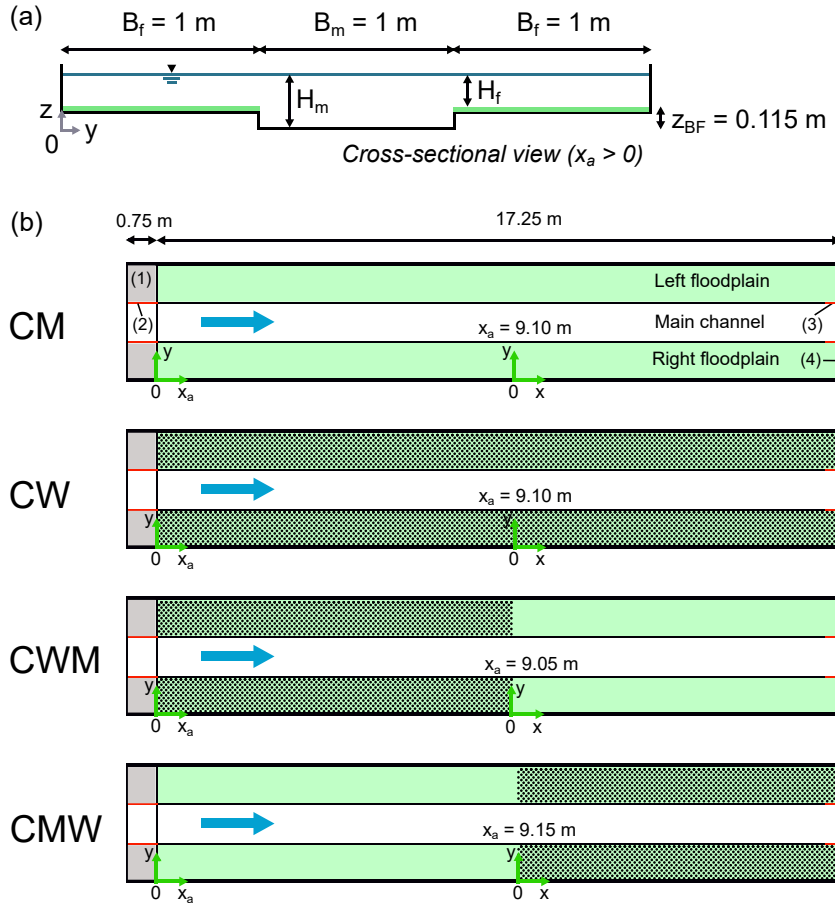 (a)
B_f = 1 m B_m = 1 m B_f = 1 m
H_m H_f
z
y
0
z_BF = 0.115 m
Cross-sectional view (x_a > 0)
(b)
0.75 m 17.25 m
CM
(1) Left floodplain
(2) x_a = 9.10 m Main channel (3)
y y Right floodplain (4)
0 x_a 0 x
CW
x_a = 9.10 m
y y
0 x_a 0 x
CWM
x_a = 9.05 m
y y
0 x_a 0 x
CMW
x_a = 9.15 m
y y
0 x_a 0 x